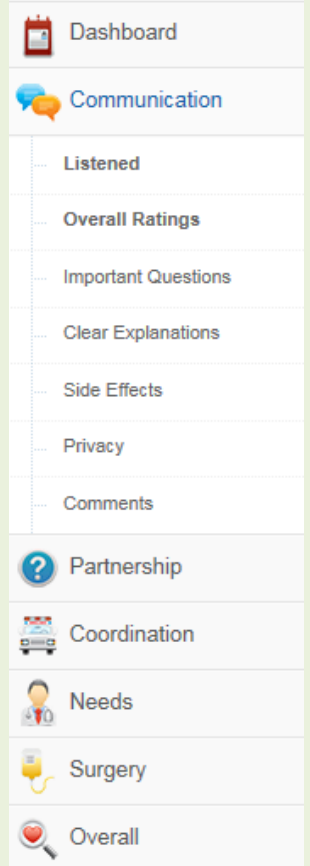 Dashboard
Communication
Listened
Overall Ratings
Important Questions
Clear Explanations
Side Effects
Privacy
Comments
Partnership
Coordination
Needs
Surgery
Overall